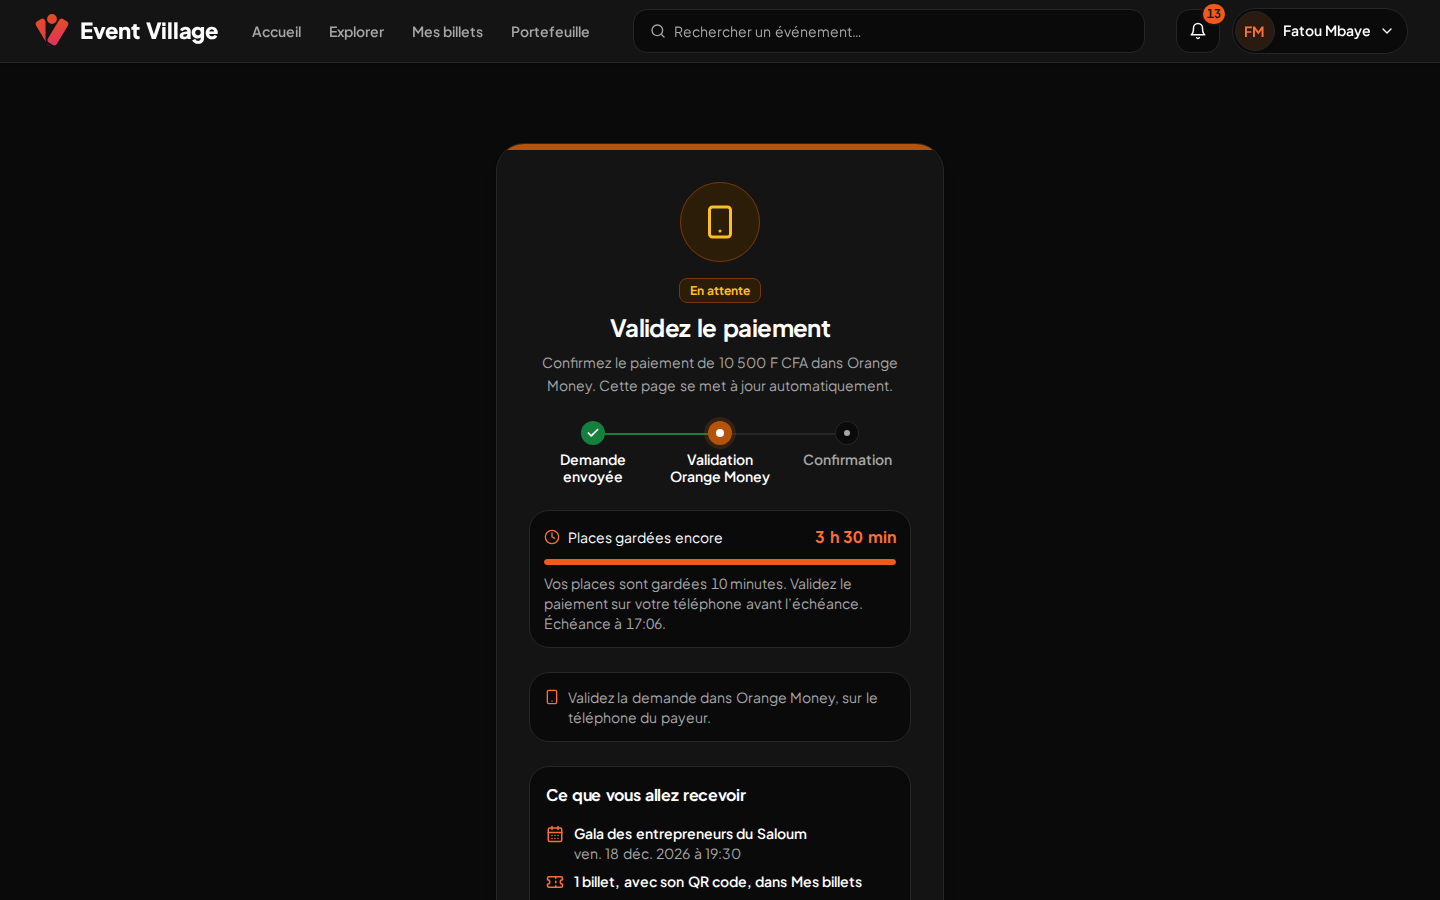 Event Village
Accueil
Explorer
Mes billets
Portefeuille
Rechercher un événement...
13
FM
Fatou Mbaye
En attente
Validez le paiement
Confirmez le paiement de 10 500 F CFA dans Orange
Money. Cette page se met à jour automatiquement.
Demande
envoyée
Validation
Orange Money
Confirmation
Places gardées encore
3 h 30 min
Vos places sont gardées 10 minutes. Validez le
paiement sur votre téléphone avant l'échéance.
Échéance à 17:06.
Validez la demande dans Orange Money, sur le
téléphone du payeur.
Ce que vous allez recevoir
Gala des entrepreneurs du Saloum
ven. 18 déc. 2026 à 19:30
1 billet, avec son QR code, dans Mes billets